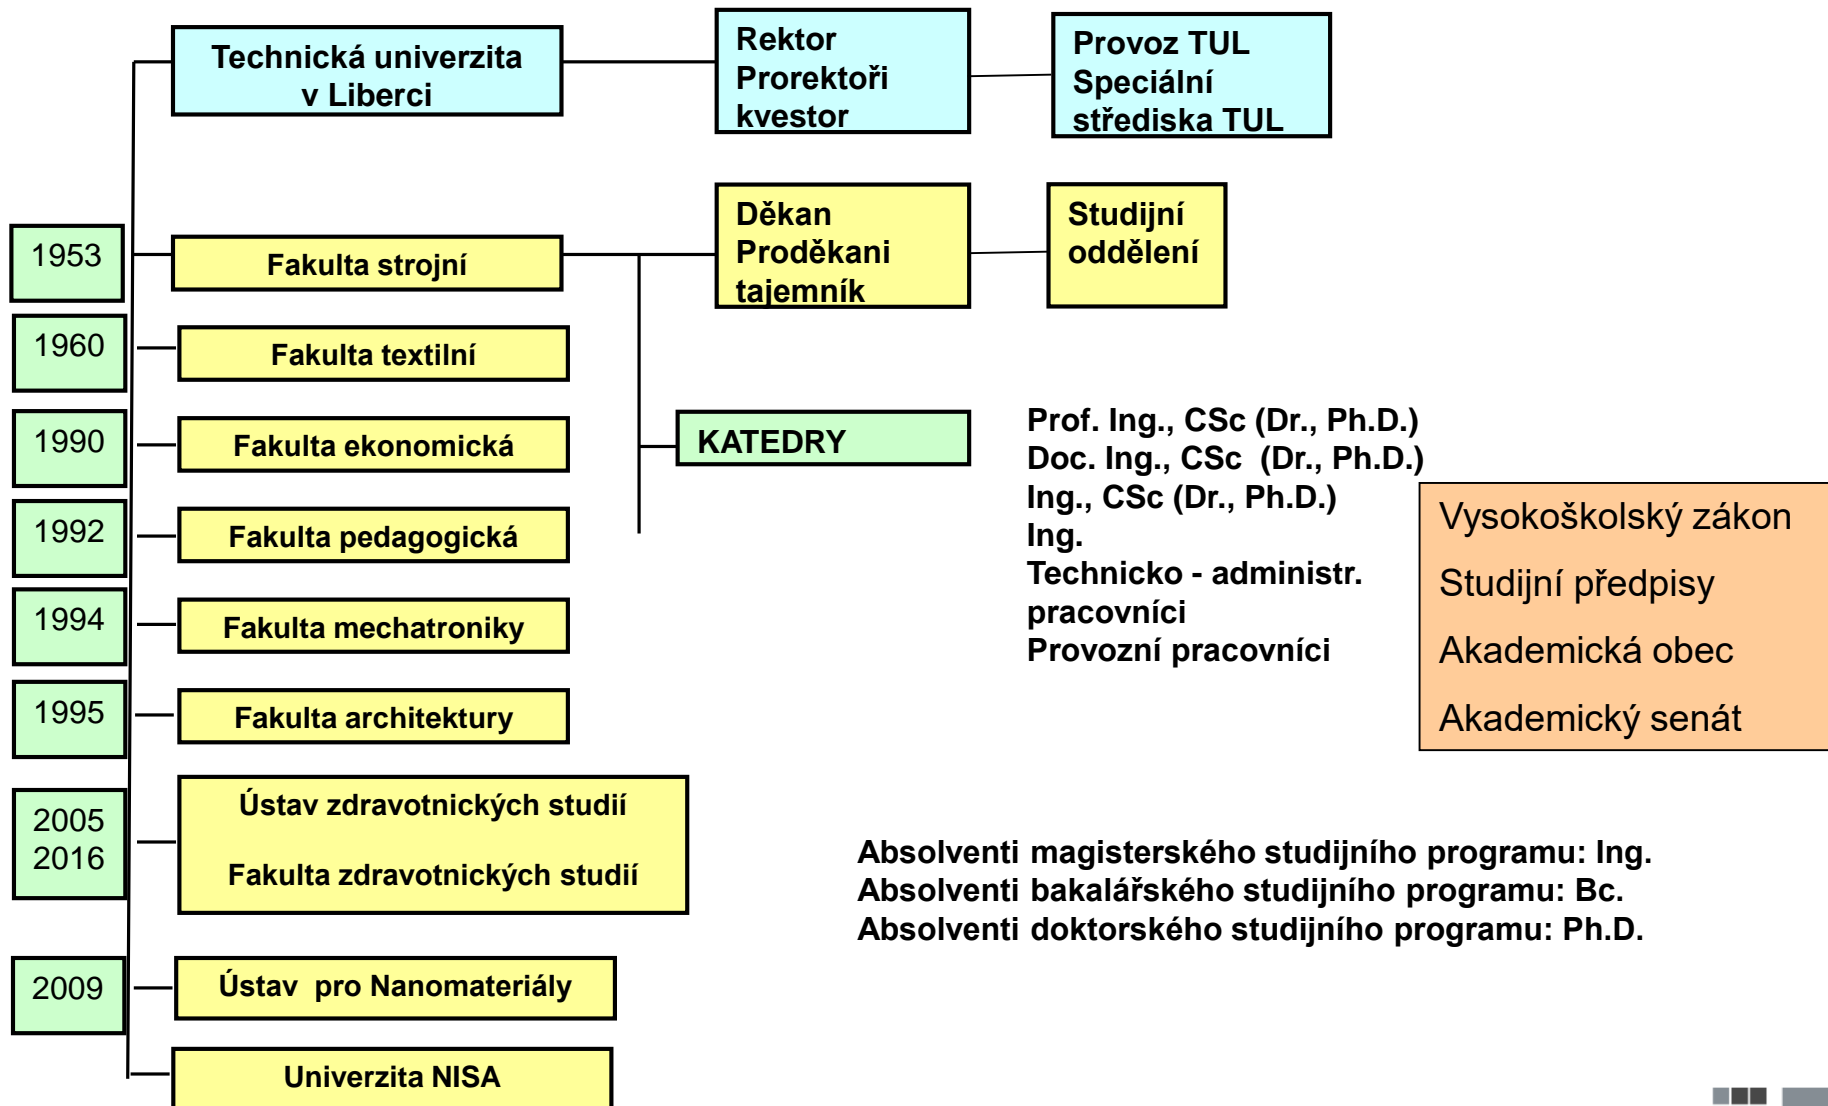 Technická univerzita
v Liberci
Rektor
Prorektoři
kvestor
Provoz TUL
Speciální
střediska TUL
1953
Fakulta strojní
Děkan
Proděkani
tajemník
Studijní
oddělení
1960
Fakulta textilní
1990
Fakulta ekonomická
KATEDRY
Prof. Ing., CSc (Dr., Ph.D.)
Doc. Ing., CSc  (Dr., Ph.D.)
Ing., CSc (Dr., Ph.D.)
Ing.
Technicko - administr.
pracovníci
Provozní pracovníci
Vysokoškolský zákon
Studijní předpisy
Akademická obec
Akademický senát
1992
Fakulta pedagogická
1994
Fakulta mechatroniky
1995
Fakulta architektury
2005
2016
Ústav zdravotnických studií
Fakulta zdravotnických studií
Absolventi magisterského studijního programu: Ing.
Absolventi bakalářského studijního programu: Bc.
Absolventi doktorského studijního programu: Ph.D.
2009
Ústav  pro Nanomateriály
Univerzita NISA